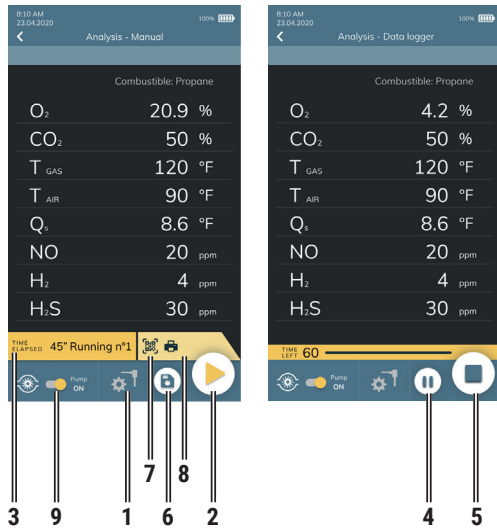 8:10 AM
23.04.2020
100%
Analysis - Manual
Combustible: Propane
O₂ 20.9 %
CO₂ 50 %
T GAS 120 °F
T AIR 90 °F
Qs 8.6 °F
NO 20 ppm
H₂ 4 ppm
H₂S 30 ppm
TIME
ELAPSED 45" Running n°1
Pump
ON
3 9 1 7 6 8 2
8:10 AM
23.04.2020
100%
Analysis - Data logger
Combustible: Propane
O₂ 4.2 %
CO₂ 50 %
T GAS 120 °F
T AIR 90 °F
Qs 8.6 °F
NO 20 ppm
H₂ 4 ppm
H₂S 30 ppm
TIME
LEFT 60
Pump
ON
4 5